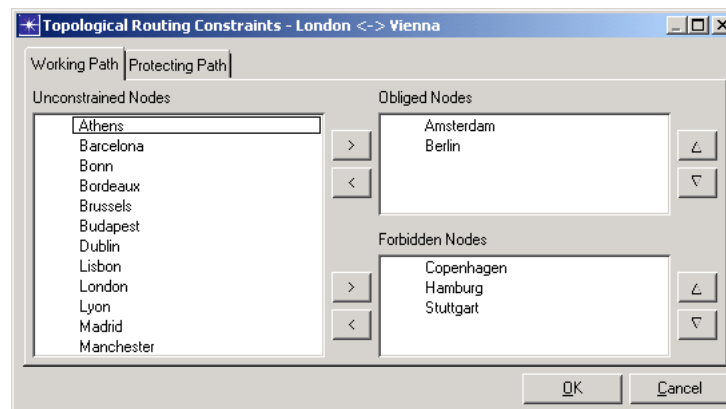 Topological Routing Constraints - London <-> Vienna
Working Path
Protecting Path
Unconstrained Nodes
Athens
Barcelona
Bonn
Bordeaux
Brussels
Budapest
Dublin
Lisbon
London
Lyon
Madrid
Manchester
>
<
>
<
Obliged Nodes
Amsterdam
Berlin
Forbidden Nodes
Copenhagen
Hamburg
Stuttgart
OK
Cancel